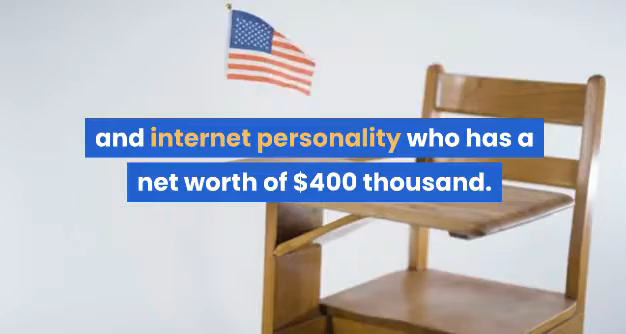 and internet personality who has a
net worth of $400 thousand.